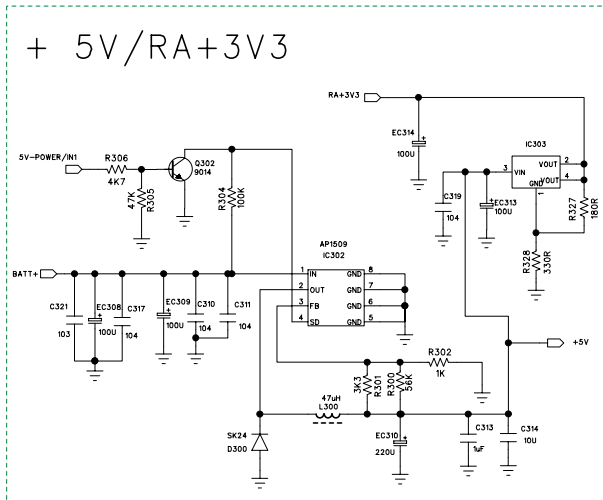 + 5V/RA+3V3
RA+3V3
EC314
100U
IC303
3
VIN
VOUT
2
VOUT
4
GND
1
5V-POWER/IN1
R306
4K7
Q302
9014
47K
R305
R304
100K
C319
104
EC313
100U
R327
180R
R328
330R
AP1509
IC302
BATT+
1
IN
GND
8
2
OUT
GND
7
3
FB
GND
6
4
SD
GND
5
C321
103
EC308
100U
C317
104
EC309
100U
C310
104
C311
104
+5V
R302
1K
3K3
R301
R300
56K
47uH
L300
SK24
D300
EC310
220U
C313
1uF
C314
10U